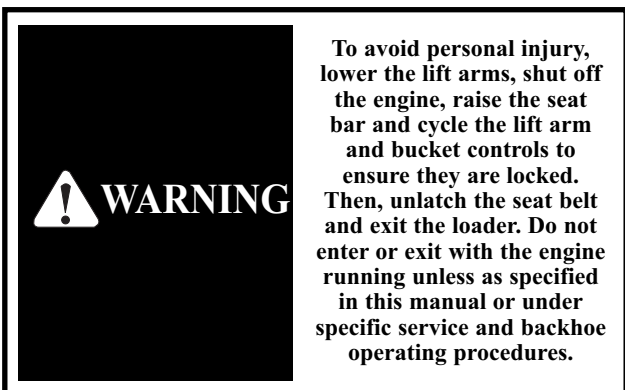 WARNING
To avoid personal injury,
lower the lift arms, shut off
the engine, raise the seat
bar and cycle the lift arm
and bucket controls to
ensure they are locked.
Then, unlatch the seat belt
and exit the loader. Do not
enter or exit with the engine
running unless as specified
in this manual or under
specific service and backhoe
operating procedures.